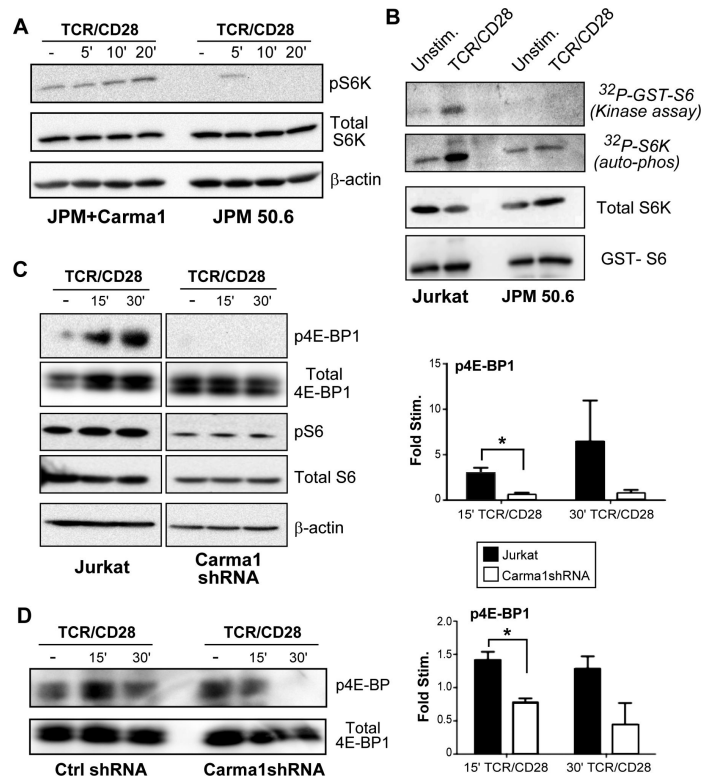 A
TCR/CD28
- 5' 10' 20'
TCR/CD28
- 5' 10' 20'
pS6K
Total
S6K
β-actin
JPM+Carma1
JPM 50.6
B
Unstim.
TCR/CD28
Unstim.
TCR/CD28
32P-GST-S6
(Kinase assay)
32P-S6K
(auto-phos)
Total S6K
GST- S6
Jurkat
JPM 50.6
C
TCR/CD28
- 15' 30'
TCR/CD28
- 15' 30'
p4E-BP1
Total
4E-BP1
pS6
Total S6
β-actin
Jurkat
Carma1
shRNA
p4E-BP1
Fold Stim.
15
10
5
0
*
15' TCR/CD28
30' TCR/CD28
Jurkat
Carma1shRNA
D
TCR/CD28
- 15' 30'
TCR/CD28
- 15' 30'
p4E-BP
Total
4E-BP1
Ctrl shRNA
Carma1shRNA
p4E-BP1
Fold Stim.
2.0
1.5
1.0
0.5
0.0
*
15' TCR/CD28
30' TCR/CD28